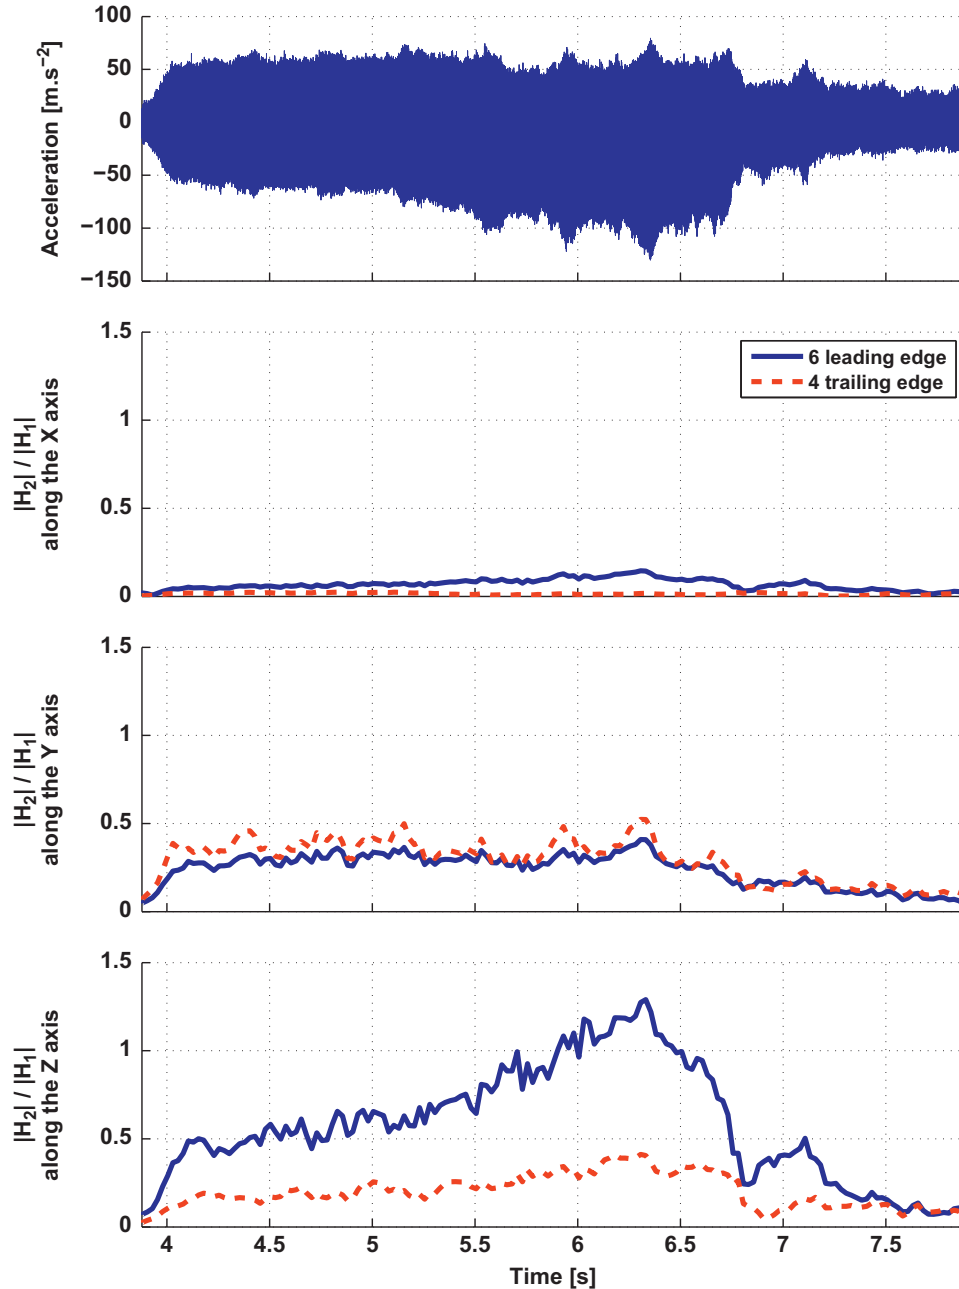 100
50
0
−50
−100
−150
Acceleration [m.s−2]
1.5
1
0.5
0
|H2| / |H1|
along the X axis
6 leading edge
4 trailing edge
1.5
1
0.5
0
|H2| / |H1|
along the Y axis
1.5
1
0.5
0
|H2| / |H1|
along the Z axis
4 4.5 5 5.5 6 6.5 7 7.5
Time [s]